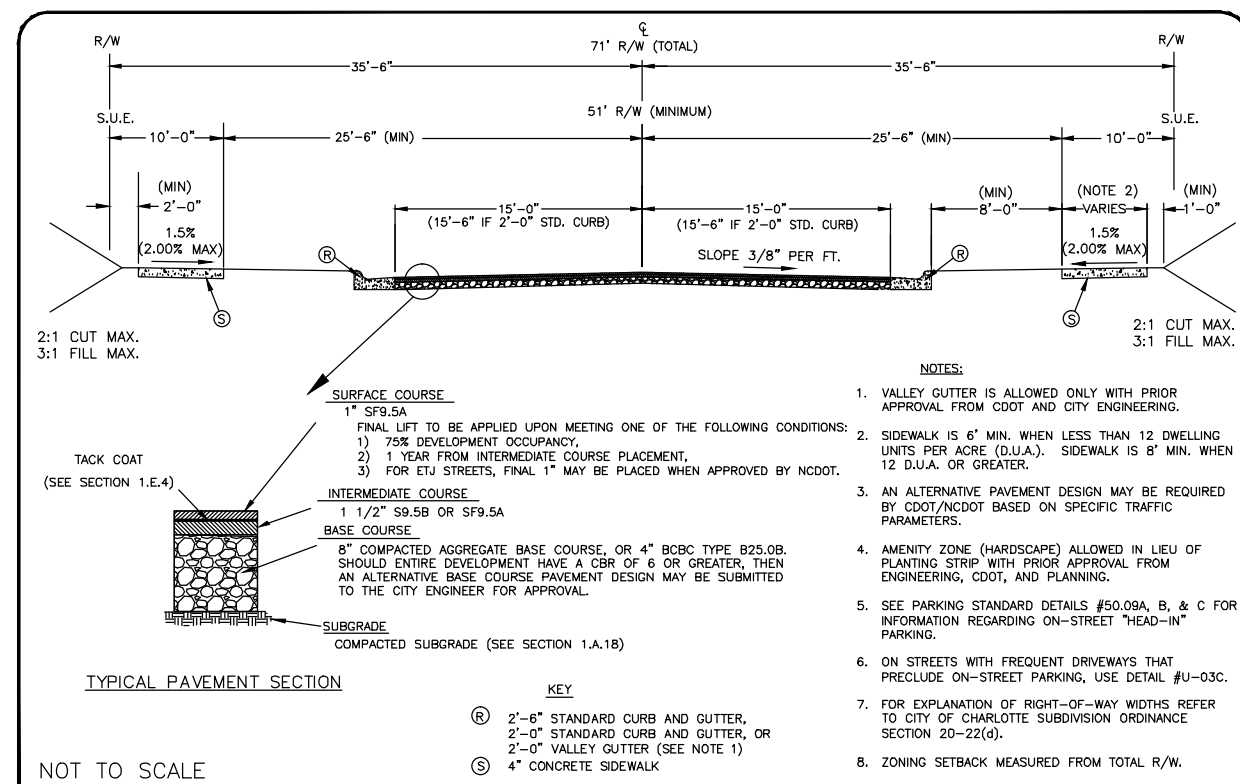 ℄
R/W
71' R/W (TOTAL)
R/W
35'-6"
35'-6"
51' R/W (MINIMUM)
S.U.E.
S.U.E.
10'-0"
25'-6" (MIN)
25'-6" (MIN)
10'-0"
(MIN)
2'-0"
(MIN)
8'-0"
(NOTE 2)
VARIES
(MIN)
1'-0"
15'-0"
(15'-6" IF 2'-0" STD. CURB)
15'-0"
(15'-6" IF 2'-0" STD. CURB)
1.5%
(2.00% MAX)
1.5%
(2.00% MAX)
SLOPE 3/8" PER FT.
R
R
S
S
2:1 CUT MAX.
3:1 FILL MAX.
2:1 CUT MAX.
3:1 FILL MAX.
SURFACE COURSE
1" SF9.5A
FINAL LIFT TO BE APPLIED UPON MEETING ONE OF THE FOLLOWING CONDITIONS:
1) 75% DEVELOPMENT OCCUPANCY,
2) 1 YEAR FROM INTERMEDIATE COURSE PLACEMENT,
3) FOR ETJ STREETS, FINAL 1" MAY BE PLACED WHEN APPROVED BY NCDOT.
TACK COAT
(SEE SECTION 1.E.4)
INTERMEDIATE COURSE
1 1/2" S9.5B OR SF9.5A
BASE COURSE
8" COMPACTED AGGREGATE BASE COURSE, OR 4" BCBC TYPE B25.0B.
SHOULD ENTIRE DEVELOPMENT HAVE A CBR OF 6 OR GREATER, THEN
AN ALTERNATIVE BASE COURSE PAVEMENT DESIGN MAY BE SUBMITTED
TO THE CITY ENGINEER FOR APPROVAL.
SUBGRADE
COMPACTED SUBGRADE (SEE SECTION 1.A.18)
TYPICAL PAVEMENT SECTION
KEY
R 2'-6" STANDARD CURB AND GUTTER,
2'-0" STANDARD CURB AND GUTTER, OR
2'-0" VALLEY GUTTER (SEE NOTE 1)
S 4" CONCRETE SIDEWALK
NOT TO SCALE
NOTES:
1. VALLEY GUTTER IS ALLOWED ONLY WITH PRIOR
APPROVAL FROM CDOT AND CITY ENGINEERING.
2. SIDEWALK IS 6' MIN. WHEN LESS THAN 12 DWELLING
UNITS PER ACRE (D.U.A.). SIDEWALK IS 8' MIN. WHEN
12 D.U.A. OR GREATER.
3. AN ALTERNATIVE PAVEMENT DESIGN MAY BE REQUIRED
BY CDOT/NCDOT BASED ON SPECIFIC TRAFFIC
PARAMETERS.
4. AMENITY ZONE (HARDSCAPE) ALLOWED IN LIEU OF
PLANTING STRIP WITH PRIOR APPROVAL FROM
ENGINEERING, CDOT, AND PLANNING.
5. SEE PARKING STANDARD DETAILS #50.09A, B, & C FOR
INFORMATION REGARDING ON-STREET "HEAD-IN"
PARKING.
6. ON STREETS WITH FREQUENT DRIVEWAYS THAT
PRECLUDE ON-STREET PARKING, USE DETAIL #U-03C.
7. FOR EXPLANATION OF RIGHT-OF-WAY WIDTHS REFER
TO CITY OF CHARLOTTE SUBDIVISION ORDINANCE
SECTION 20-22(d).
8. ZONING SETBACK MEASURED FROM TOTAL R/W.